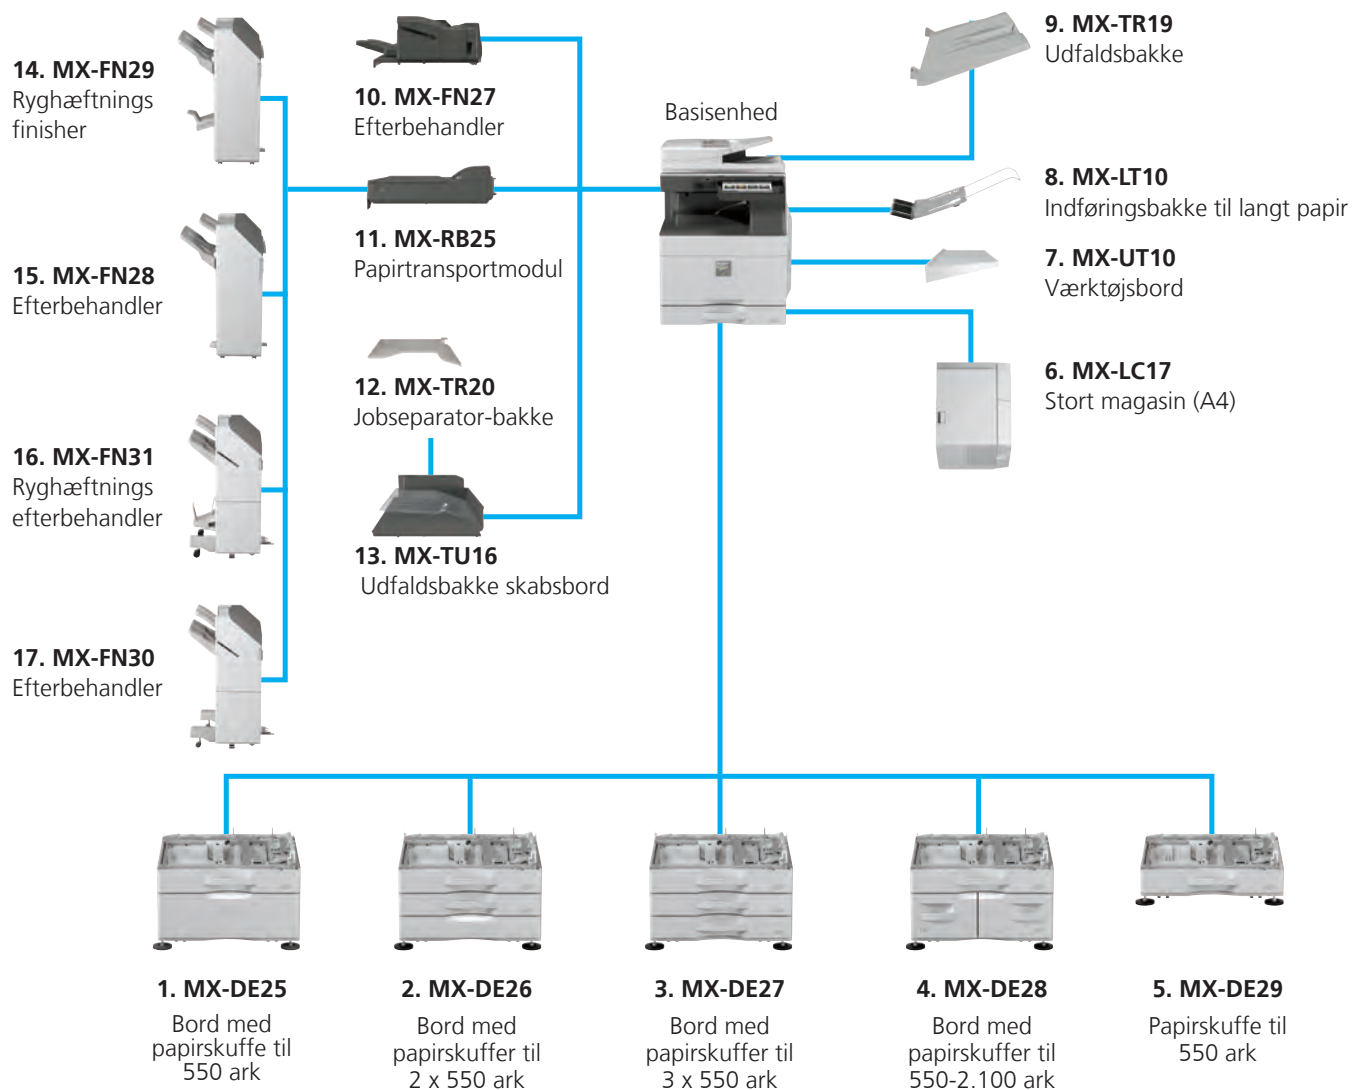 14. MX-FN29
Ryghæftnings
finisher
15. MX-FN28
Efterbehandler
16. MX-FN31
Ryghæftnings
efterbehandler
17. MX-FN30
Efterbehandler
10. MX-FN27
Efterbehandler
11. MX-RB25
Papirtransportmodul
12. MX-TR20
Jobseparator-bakke
13. MX-TU16
Udfaldsbakke skabsbord
Basisenhed
9. MX-TR19
Udfaldsbakke
8. MX-LT10
Indføringsbakke til langt papir
7. MX-UT10
Værktøjsbord
6. MX-LC17
Stort magasin (A4)
1. MX-DE25
Bord med
papirskuffe til
550 ark
2. MX-DE26
Bord med
papirskuffer til
2 x 550 ark
3. MX-DE27
Bord med
papirskuffer til
3 x 550 ark
4. MX-DE28
Bord med
papirskuffer til
550-2.100 ark
5. MX-DE29
Papirskuffe til
550 ark